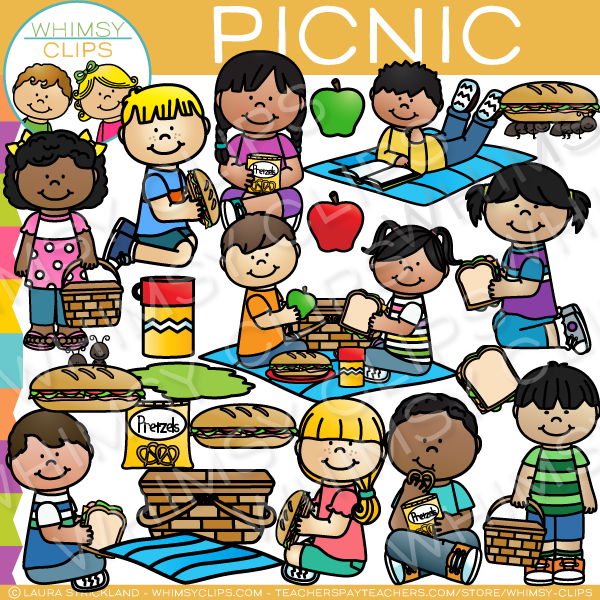 WHIMSY
CLIPS
PICNIC
Pretzels
Pretzels
Pretzels
© LAURA STRICKLAND - WHIMSYCLIPS.COM - TEACHERSPAYTEACHERS.COM/STORE/WHIMSY-CLIPS